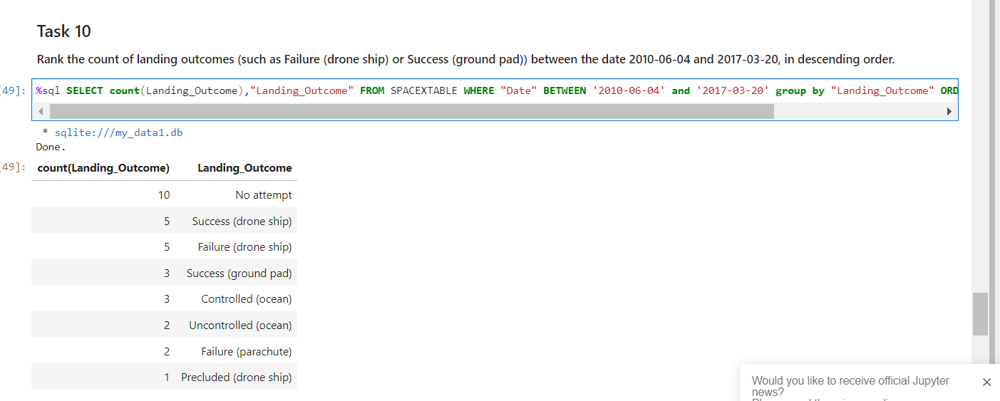 Task 10
Rank the count of landing outcomes (such as Failure (drone ship) or Success (ground pad)) between the date 2010-06-04 and 2017-03-20, in descending order.
[49]: %sql SELECT count(Landing_Outcome),"Landing_Outcome" FROM SPACEXTABLE WHERE "Date" BETWEEN '2010-06-04' and '2017-03-20' group by "Landing_Outcome" ORD
* sqlite:///my_data1.db
Done.
[49]: count(Landing_Outcome) Landing_Outcome
10 No attempt
5 Success (drone ship)
5 Failure (drone ship)
3 Success (ground pad)
3 Controlled (ocean)
2 Uncontrolled (ocean)
2 Failure (parachute)
1 Precluded (drone ship)
Would you like to receive official Jupyter
news?